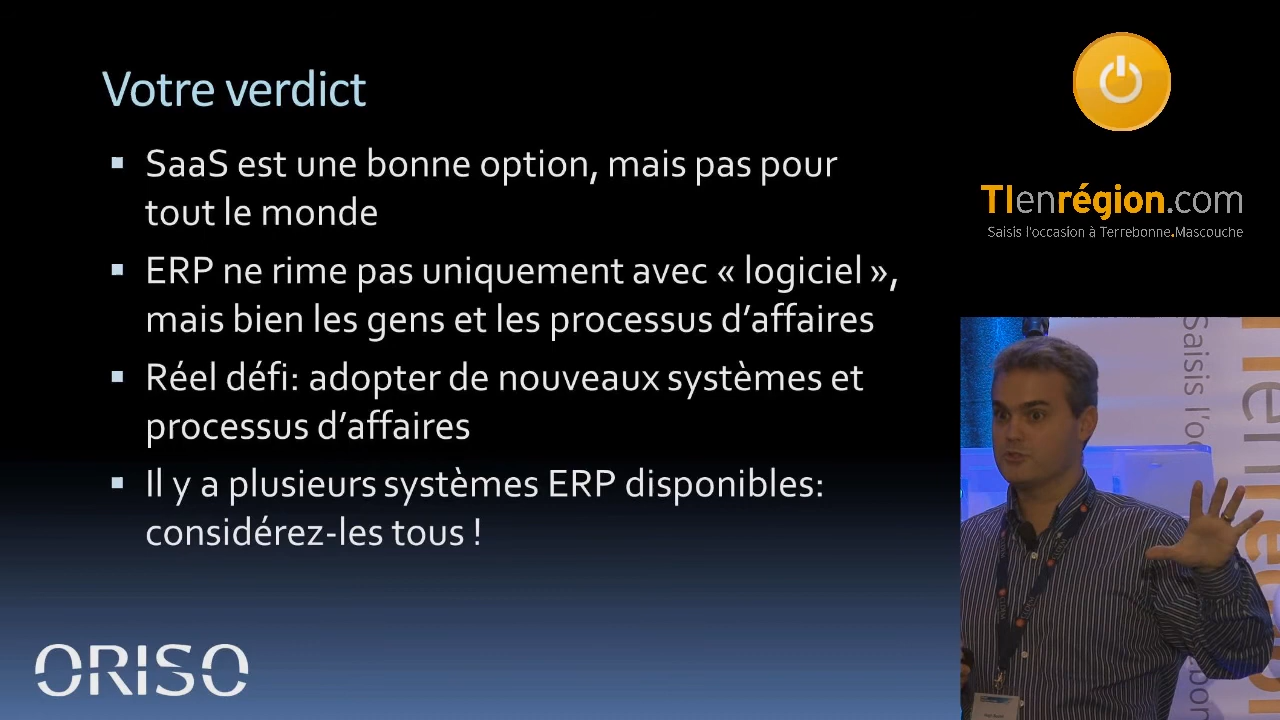 Votre verdict
SaaS est une bonne option, mais pas pour
tout le monde
ERP ne rime pas uniquement avec « logiciel »,
mais bien les gens et les processus d'affaires
Réel défi: adopter de nouveaux systèmes et
processus d'affaires
Il y a plusieurs systèmes ERP disponibles:
considérez-les tous !
ORISO
TIenrégion.com
Saisis l'occasion à Terrebonne.Mascouche
Saisis l'oc